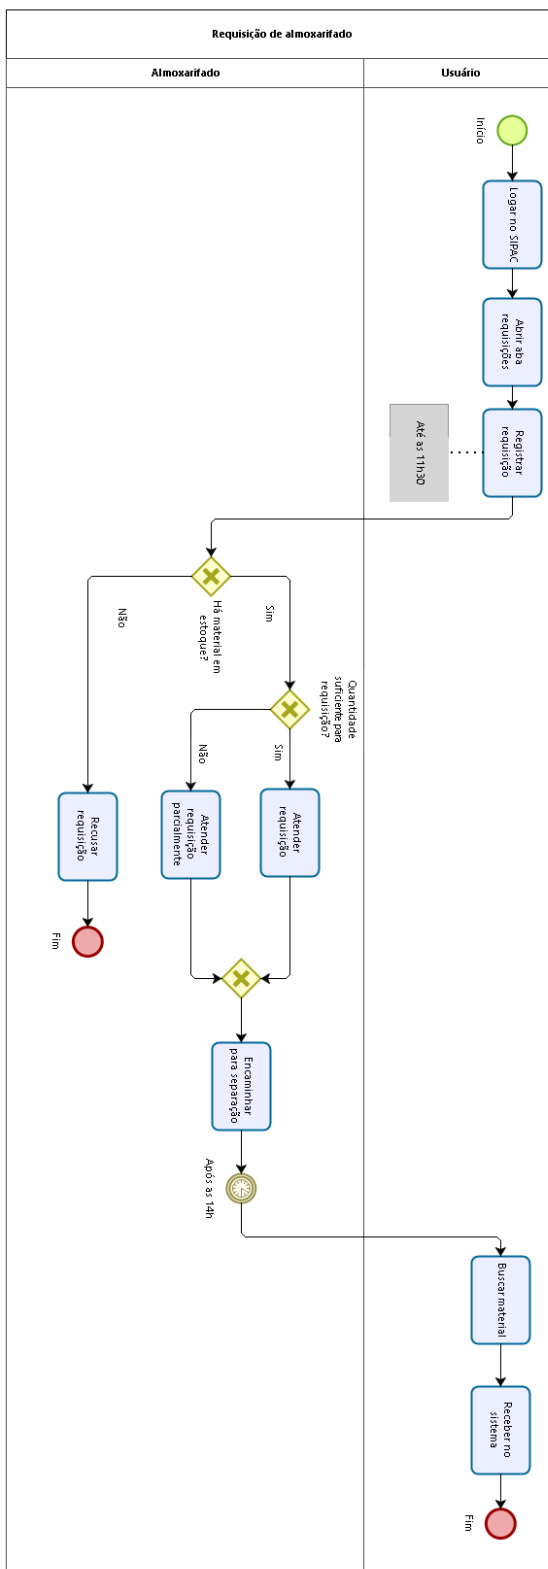 Requisição de almoxarifado
Almoxarifado
Usuário
Início
Logar no SIPAC
Abrir aba
requisições
Registrar
requisição
Até as 11h30
Há material em
estoque?
Sim
Não
Quantidade
suficiente para
requisição?
Sim
Não
Atender
requisição
Atender
requisição
parcialmente
Recusar
requisição
Fim
Encaminhar
para separação
Após as 14h
Buscar material
Receber no
sistema
Fim